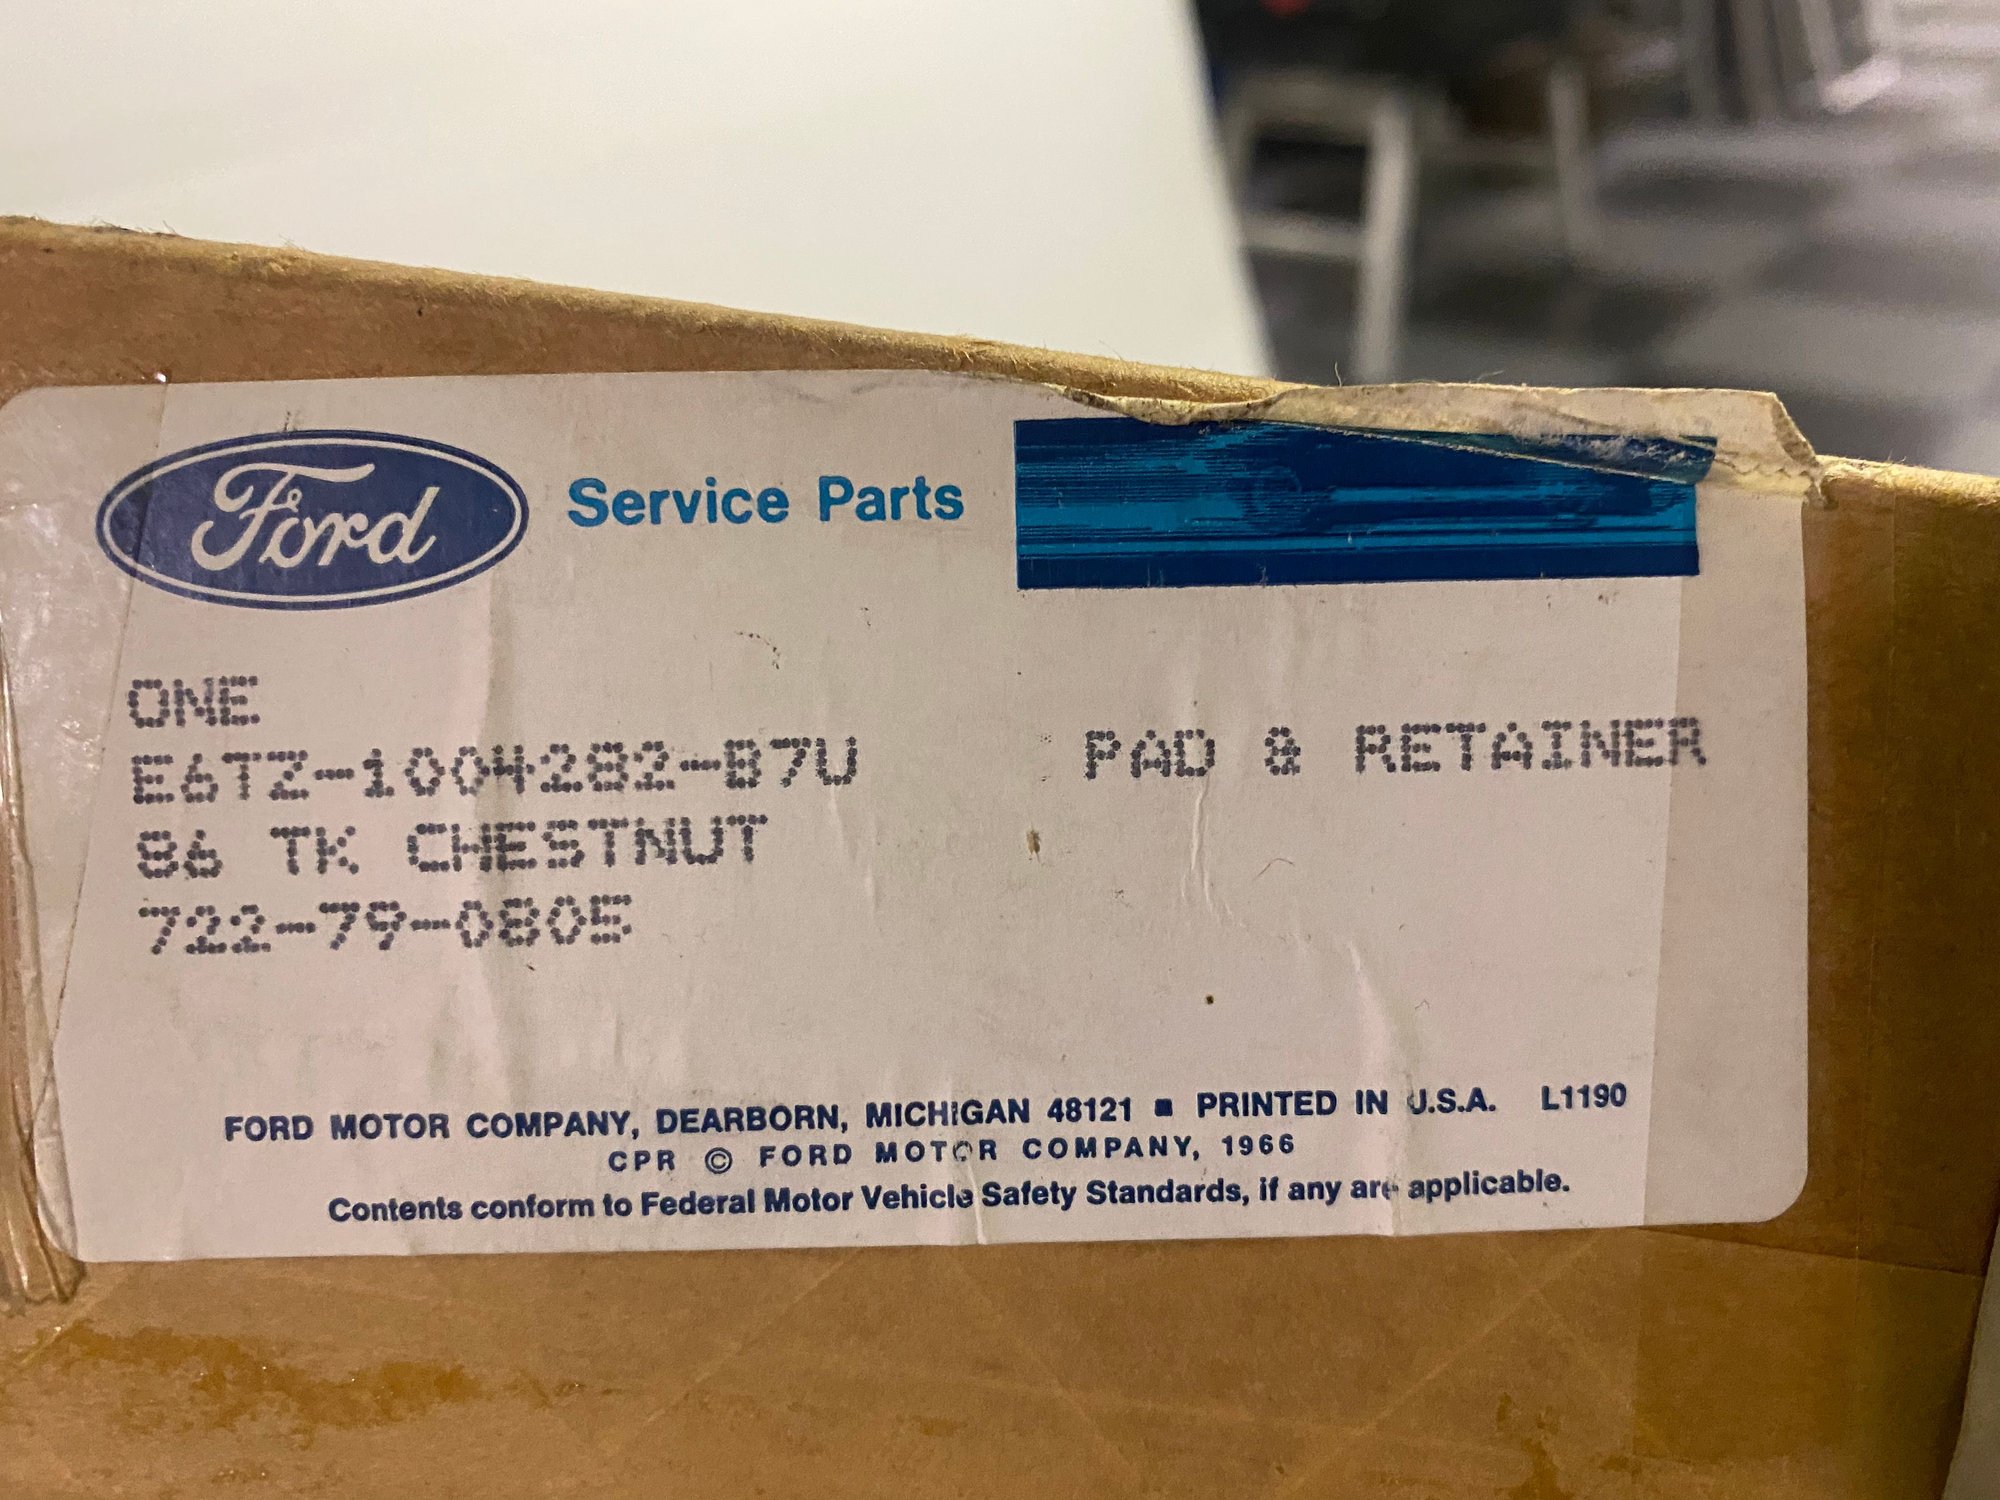 Ford Service Parts
ONE
E6TZ-1004282-B7U PAD & RETAINER
86 TK CHESTNUT
722-79-0805
FORD MOTOR COMPANY, DEARBORN, MICHIGAN 48121 ■ PRINTED IN U.S.A. L1190
CPR © FORD MOTOR COMPANY, 1966
Contents conform to Federal Motor Vehicle Safety Standards, if any are applicable.